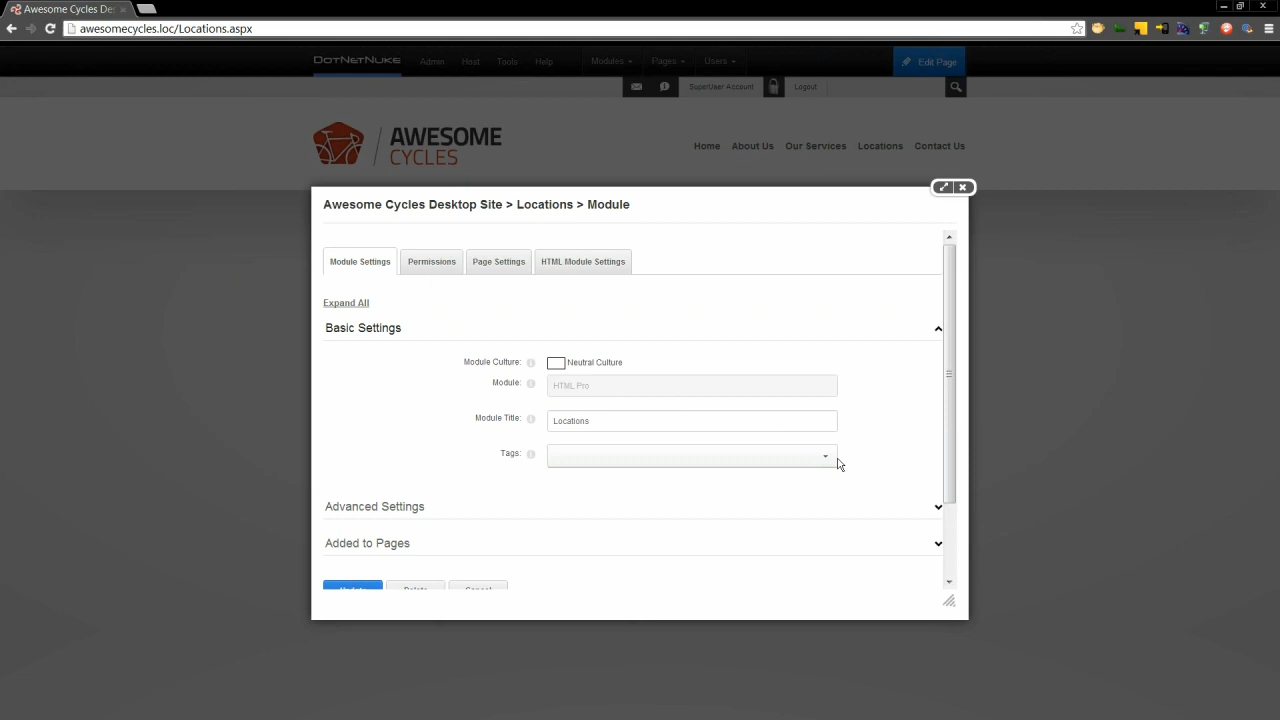 Awesome Cycles Des
awesomecycles.loc/Locations.aspx
DOTNETNUKE Admin Host Tools Help Modules Pages Users Edit Page
SuperUser Account Logout
AWESOME
CYCLES
Home About Us Our Services Locations Contact Us
Awesome Cycles Desktop Site > Locations > Module
Module Settings Permissions Page Settings HTML Module Settings
Expand All
Basic Settings
Module Culture: Neutral Culture
Module: HTML Pro
Module Title: Locations
Tags:
Advanced Settings
Added to Pages
Delete Cancel